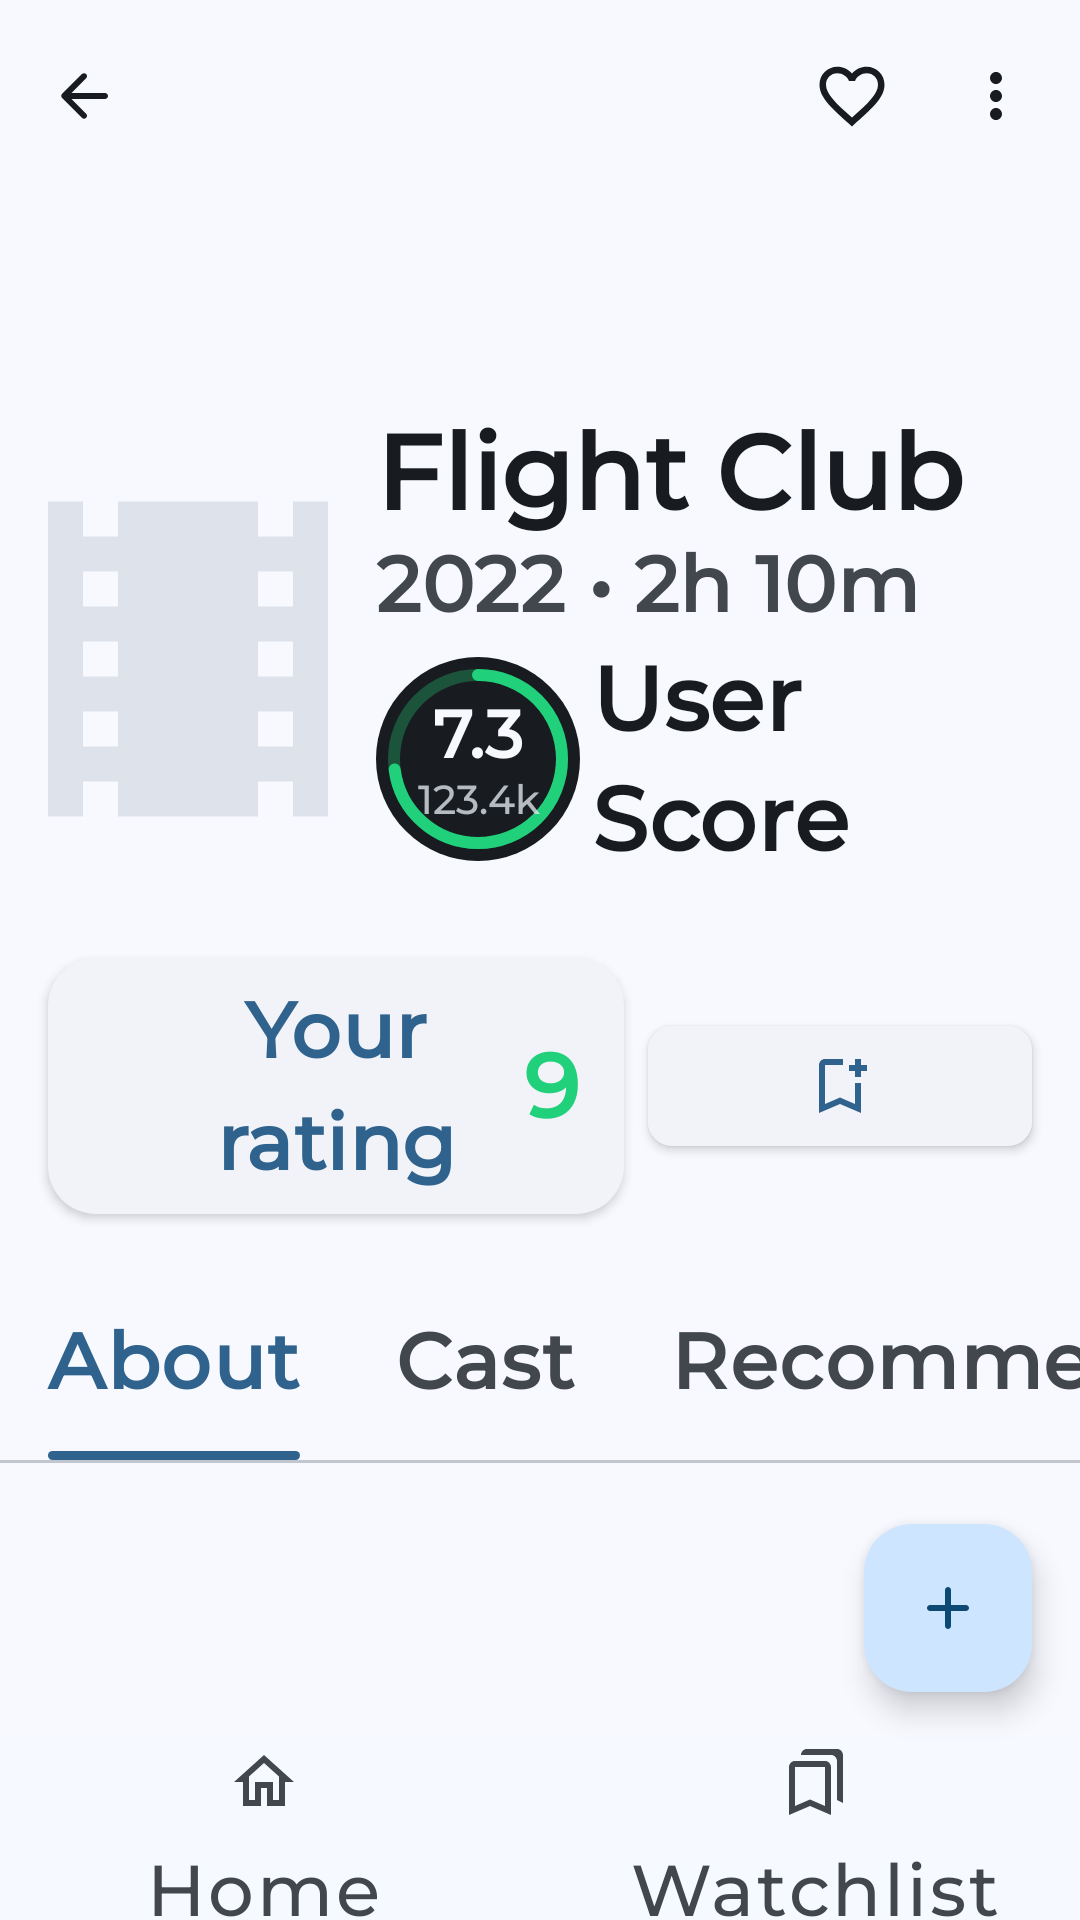 Flight Club
2022 • 2h 10m
7.3
123.4k
User
Score
Your
rating
9
About Cast Recomme
Home Watchlist